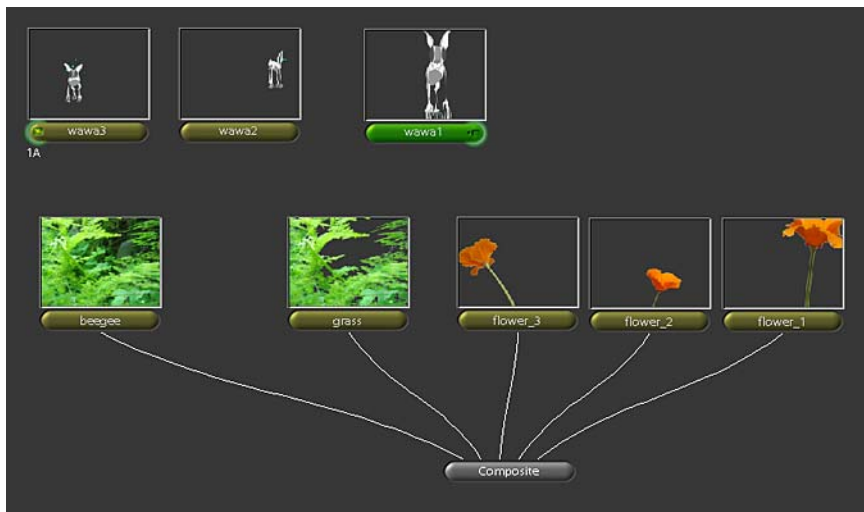 wawa3
wawa2
wawa1
1A
beegee
grass
flower_3
flower_2
flower_1
Composite